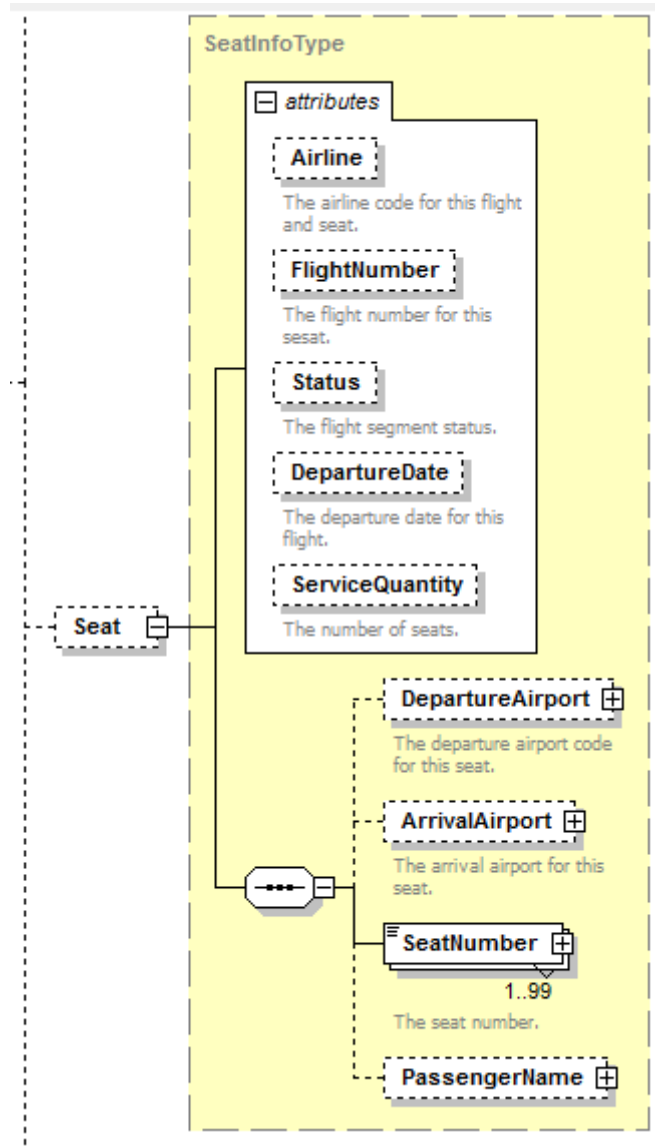 SeatInfoType
attributes
Airline
The airline code for this flight
and seat.
FlightNumber
The flight number for this
sesat.
Status
The flight segment status.
DepartureDate
The departure date for this
flight.
ServiceQuantity
The number of seats.
Seat
DepartureAirport
The departure airport code
for this seat.
ArrivalAirport
The arrival airport for this
seat.
SeatNumber
1..99
The seat number.
PassengerName